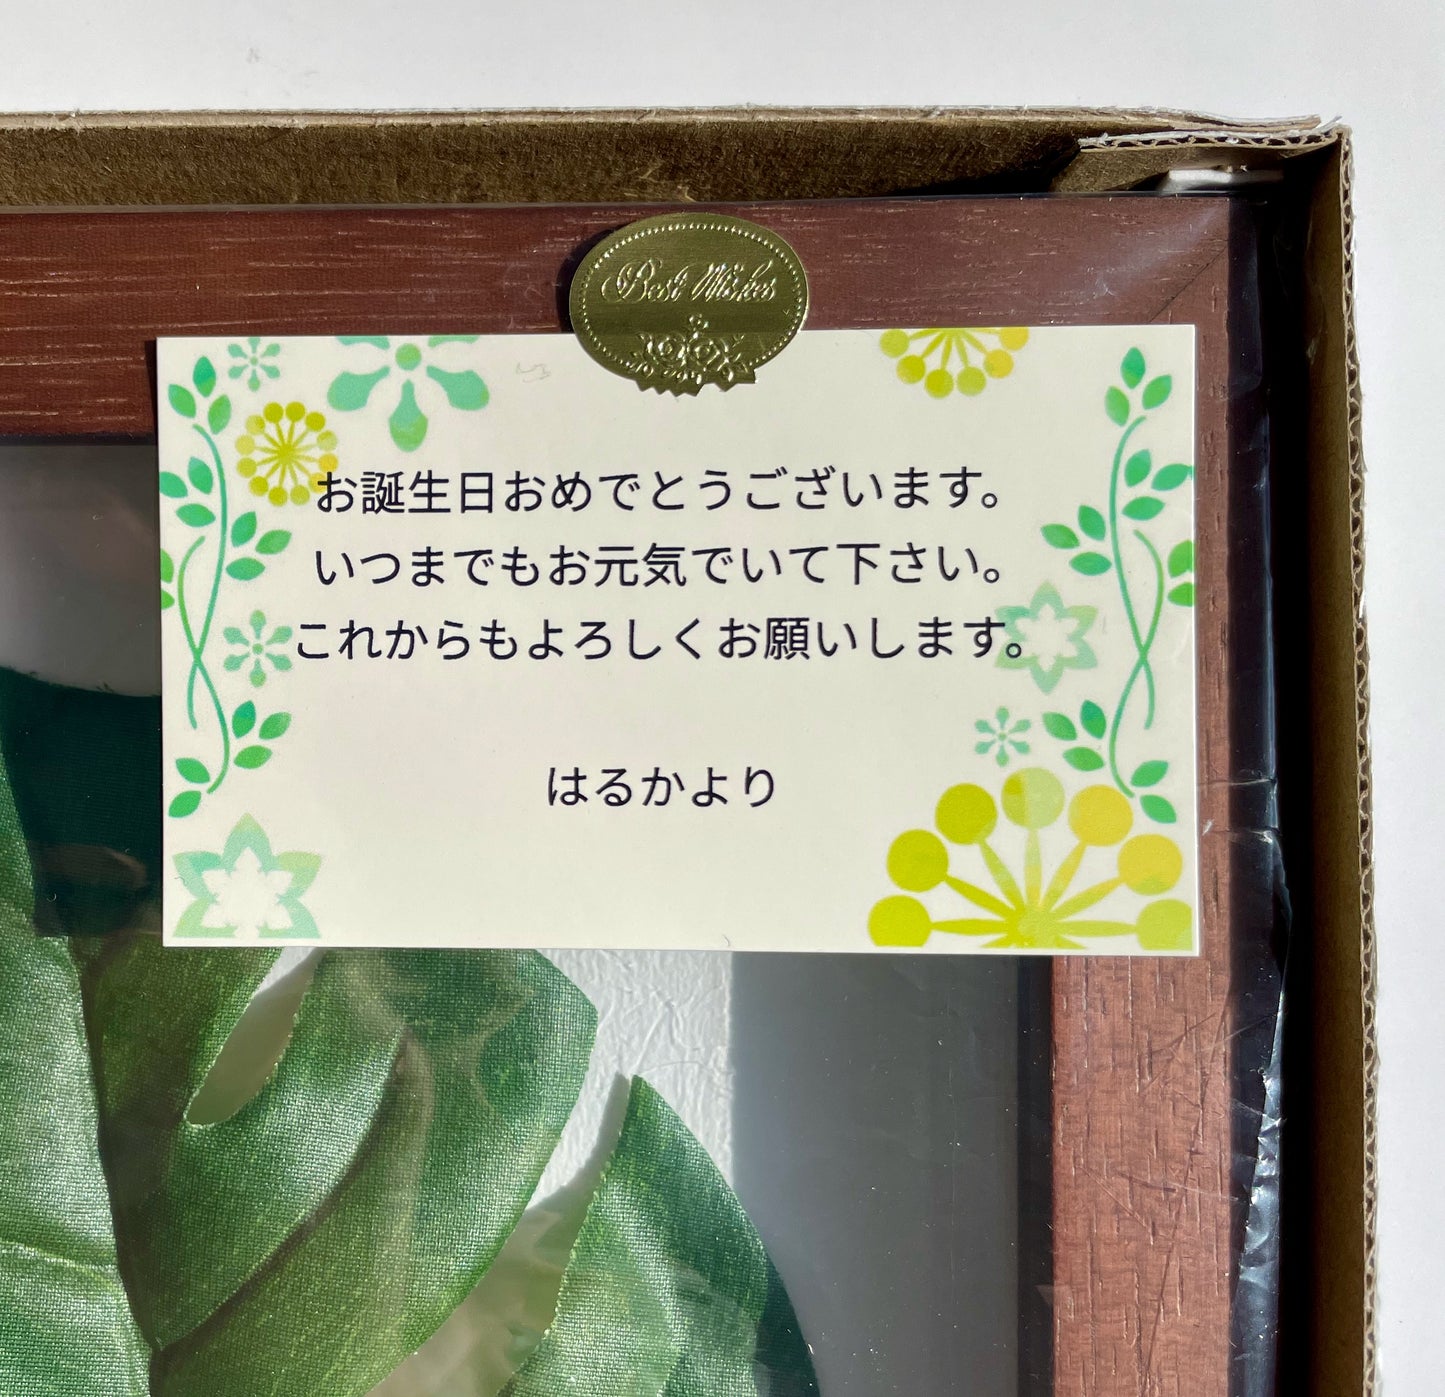 Best Wishes
お誕生日おめでとうございます。
いつまでもお元気でいて下さい。
これからもよろしくお願いします。
はるかより